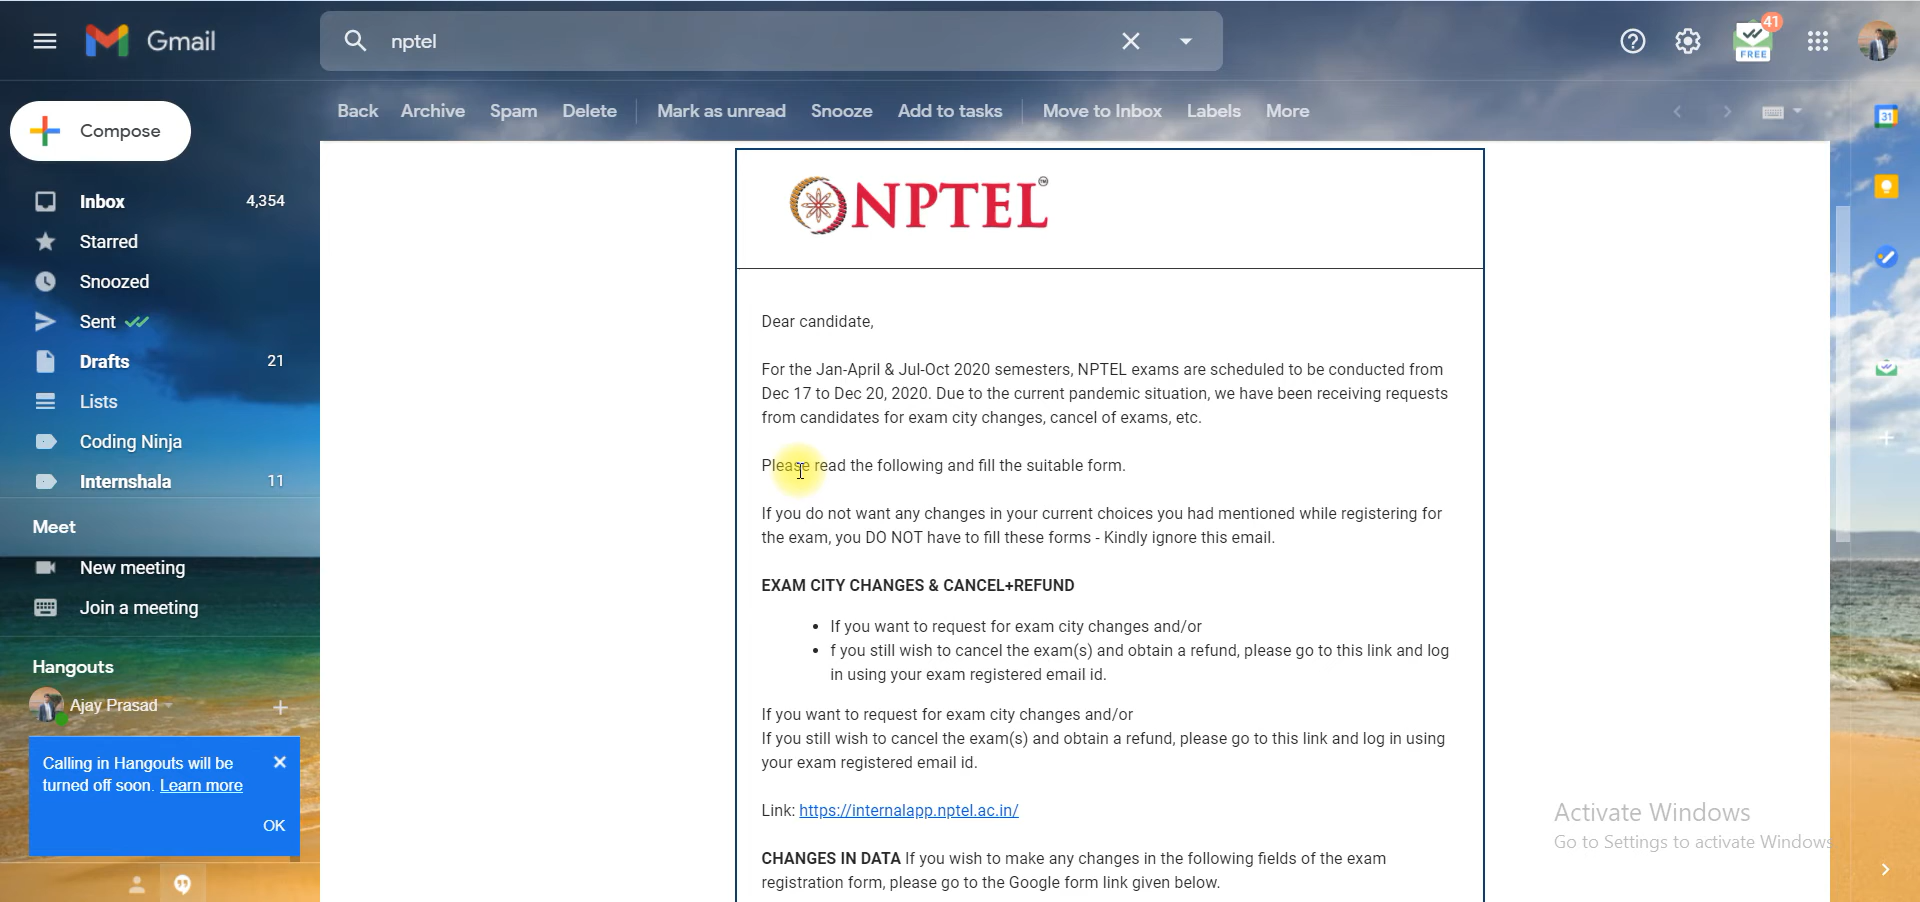 Gmail
nptel
FREE
41
Compose
Back Archive Spam Delete Mark as unread Snooze Add to tasks Move to Inbox Labels More
31
Inbox 4,354
Starred
Snoozed
Sent
Drafts 21
Lists
Coding Ninja
Internshala 11
Meet
New meeting
Join a meeting
Hangouts
Ajay Prasad
Calling in Hangouts will be
turned off soon. Learn more
OK
NPTEL
TM
Dear candidate,
For the Jan-April & Jul-Oct 2020 semesters, NPTEL exams are scheduled to be conducted from
Dec 17 to Dec 20, 2020. Due to the current pandemic situation, we have been receiving requests
from candidates for exam city changes, cancel of exams, etc.
Please read the following and fill the suitable form.
If you do not want any changes in your current choices you had mentioned while registering for
the exam, you DO NOT have to fill these forms - Kindly ignore this email.
EXAM CITY CHANGES & CANCEL+REFUND
• If you want to request for exam city changes and/or
• f you still wish to cancel the exam(s) and obtain a refund, please go to this link and log
in using your exam registered email id.
If you want to request for exam city changes and/or
If you still wish to cancel the exam(s) and obtain a refund, please go to this link and log in using
your exam registered email id.
Link: https://internalapp.nptel.ac.in/
CHANGES IN DATA If you wish to make any changes in the following fields of the exam
registration form, please go to the Google form link given below.
Activate Windows
Go to Settings to activate Windows